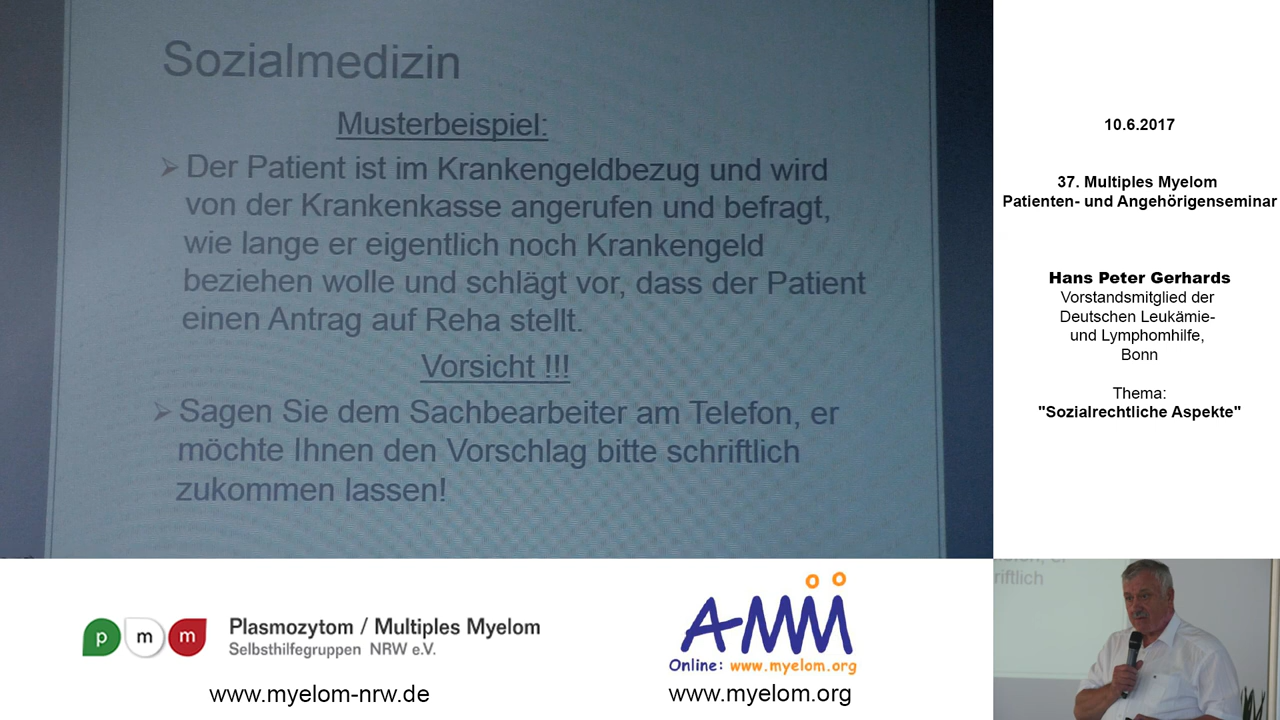 Sozialmedizin
Musterbeispiel:
Der Patient ist im Krankengeldbezug und wird
von der Krankenkasse angerufen und befragt,
wie lange er eigentlich noch Krankengeld
beziehen wolle und schlägt vor, dass der Patient
einen Antrag auf Reha stellt.
Vorsicht !!!
Sagen Sie dem Sachbearbeiter am Telefon, er
möchte Ihnen den Vorschlag bitte schriftlich
zukommen lassen!
10.6.2017
37. Multiples Myelom
Patienten- und Angehörigenseminar
Hans Peter Gerhards
Vorstandsmitglied der
Deutschen Leukämie-
und Lymphomhilfe,
Bonn
Thema:
"Sozialrechtliche Aspekte"
p m m
Plasmozytom / Multiples Myelom
Selbsthilfegruppen NRW e.V.
www.myelom-nrw.de
AMM
Online: www.myelom.org
www.myelom.org
riftlich